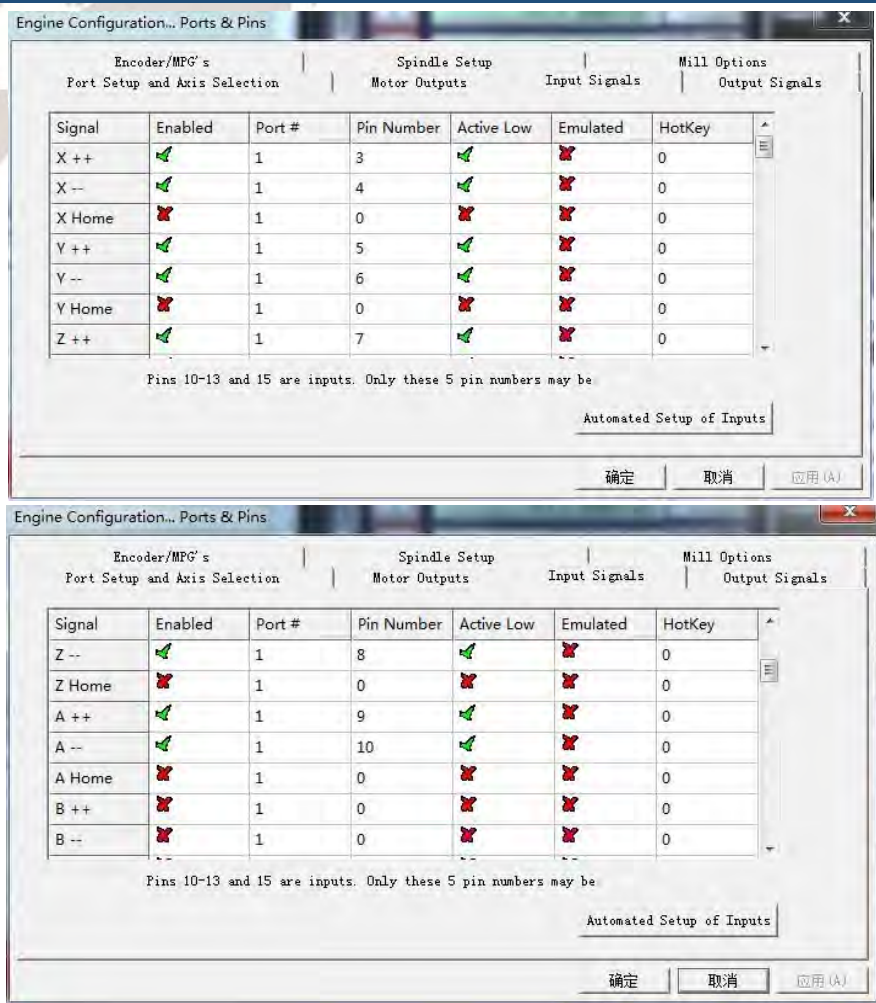 Engine Configuration... Ports & Pins
Encoder/MPG's Spindle Setup Mill Options
Port Setup and Axis Selection Motor Outputs Input Signals Output Signals
Signal Enabled Port # Pin Number Active Low Emulated HotKey
X ++ 1 3 0
X -- 1 4 0
X Home 1 0 0
Y ++ 1 5 0
Y -- 1 6 0
Y Home 1 0 0
Z ++ 1 7 0
Pins 10-13 and 15 are inputs. Only these 5 pin numbers may be
Automated Setup of Inputs
确定 取消 应用(A)
Engine Configuration... Ports & Pins
Encoder/MPG's Spindle Setup Mill Options
Port Setup and Axis Selection Motor Outputs Input Signals Output Signals
Signal Enabled Port # Pin Number Active Low Emulated HotKey
Z -- 1 8 0
Z Home 1 0 0
A ++ 1 9 0
A -- 1 10 0
A Home 1 0 0
B ++ 1 0 0
B -- 1 0 0
Pins 10-13 and 15 are inputs. Only these 5 pin numbers may be
Automated Setup of Inputs
确定 取消 应用(A)